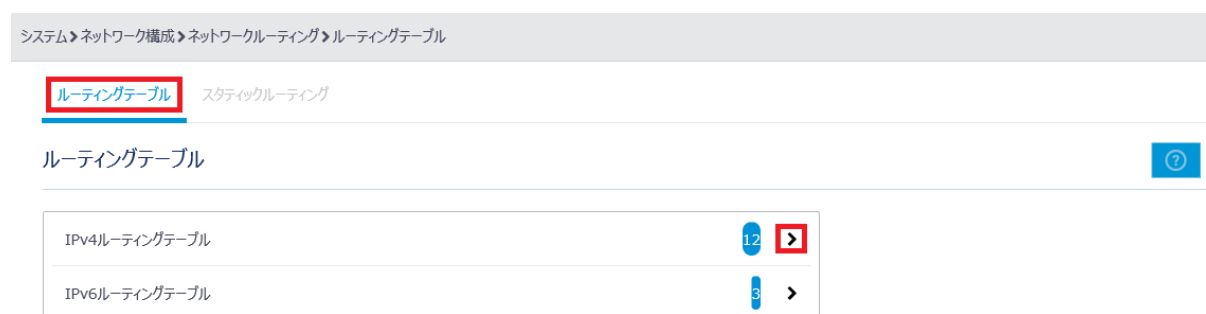 システム>ネットワーク構成>ネットワークルーティング>ルーティングテーブル
ルーティングテーブル スタティックルーティング
ルーティングテーブル
?
IPv4ルーティングテーブル 12 >
IPv6ルーティングテーブル 3 >